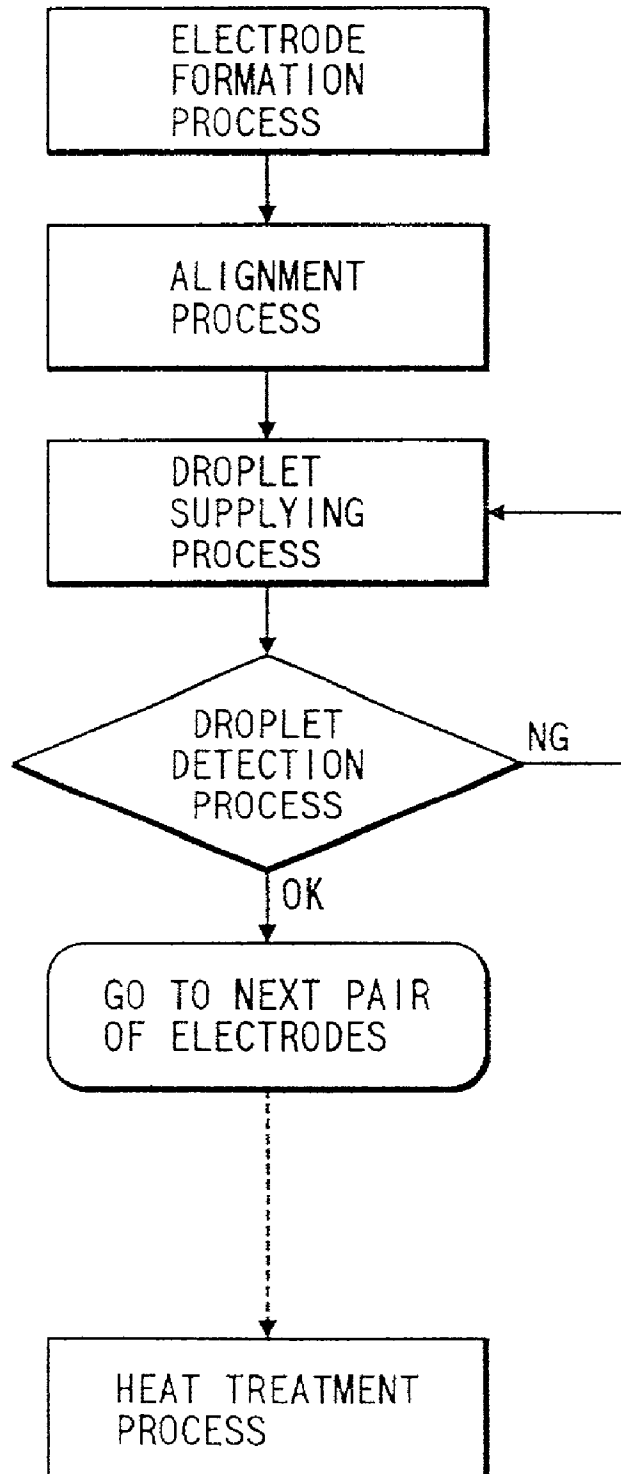 ELECTRODE
FORMATION
PROCESS
ALIGNMENT
PROCESS
DROPLET
SUPPLYING
PROCESS
DROPLET
DETECTION
PROCESS
NG
OK
GO TO NEXT PAIR
OF ELECTRODES
HEAT TREATMENT
PROCESS